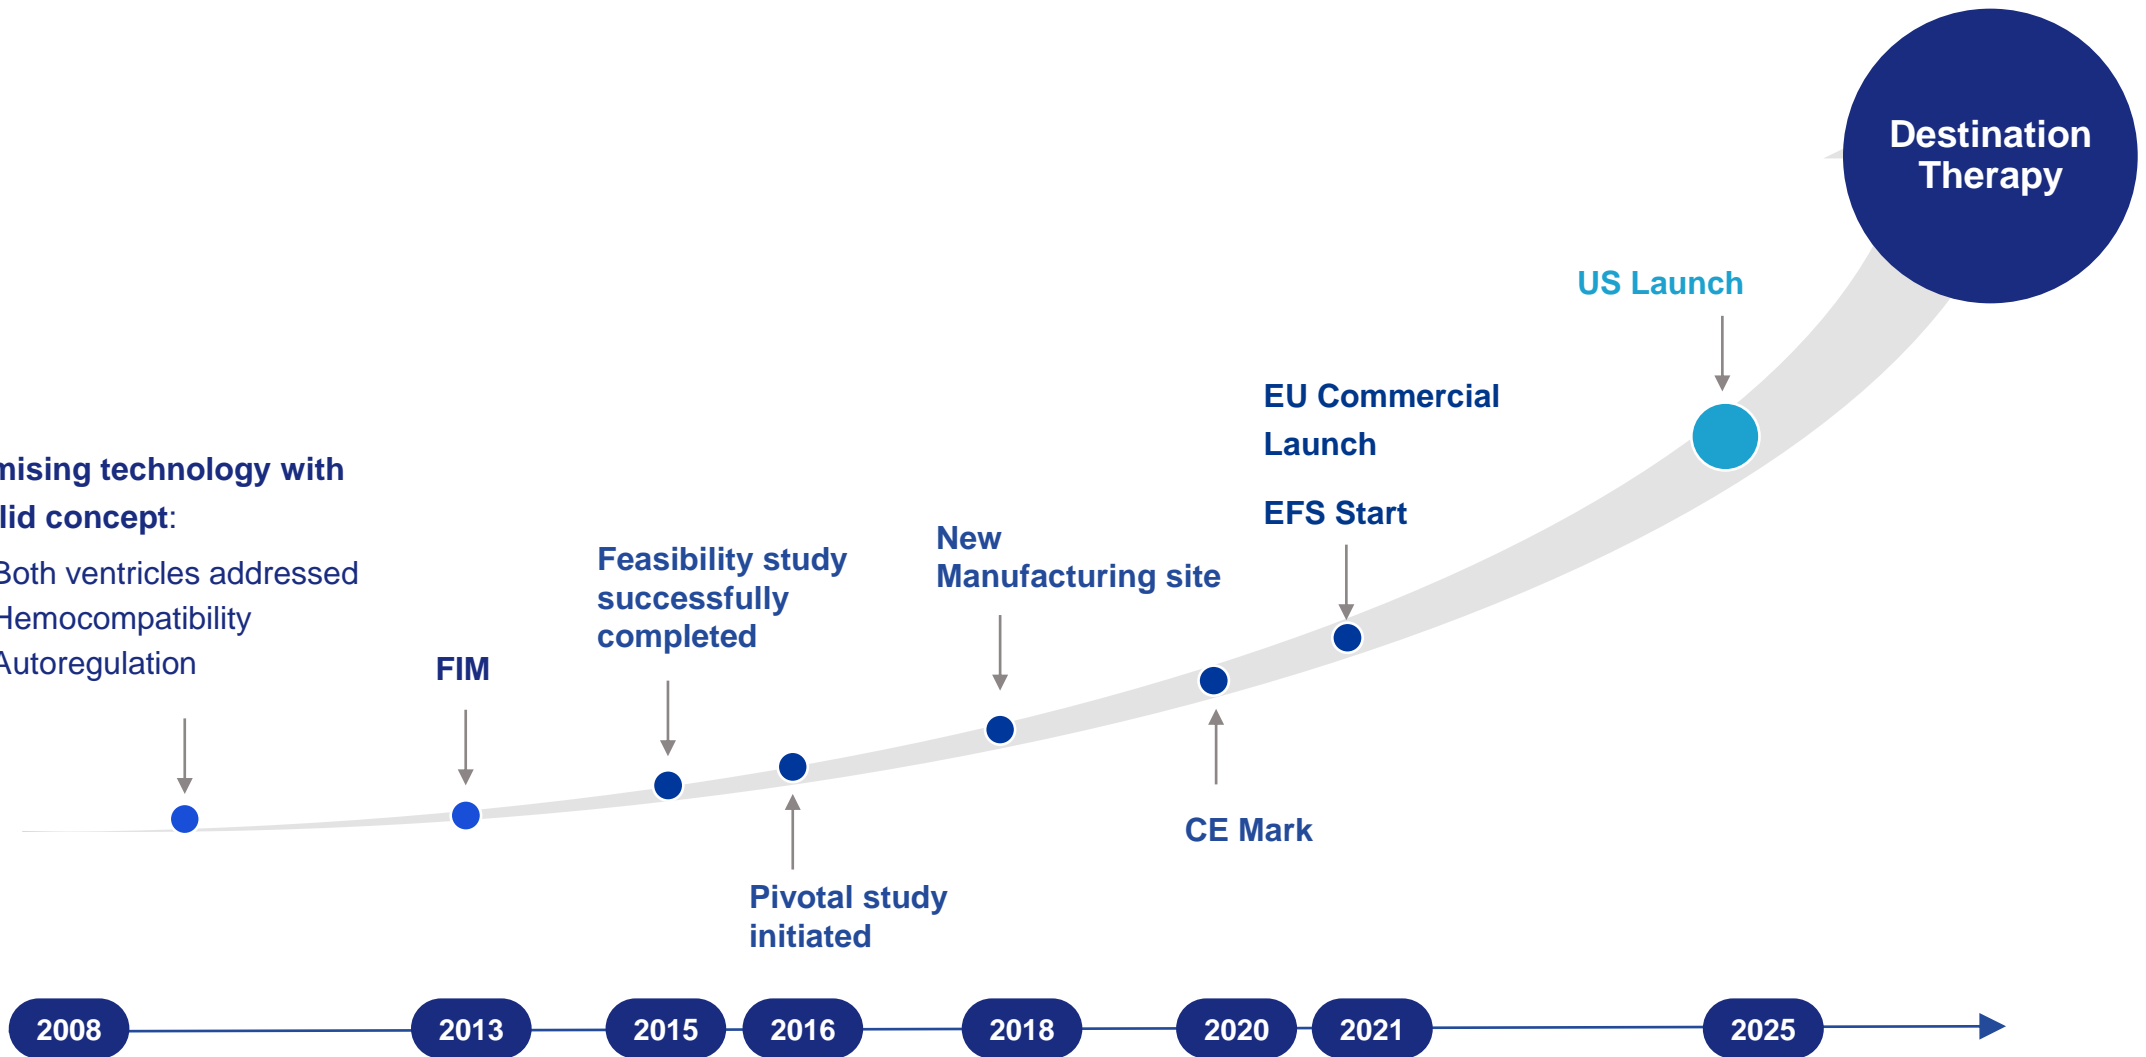 Destination
Therapy
US Launch
EU Commercial
Launch
EFS Start
mising technology with
lid concept:
Both ventricles addressed
Hemocompatibility
Autoregulation
FIM
Feasibility study
successfully
completed
New
Manufacturing site
CE Mark
Pivotal study
initiated
2008 2013 2015 2016 2018 2020 2021 2025